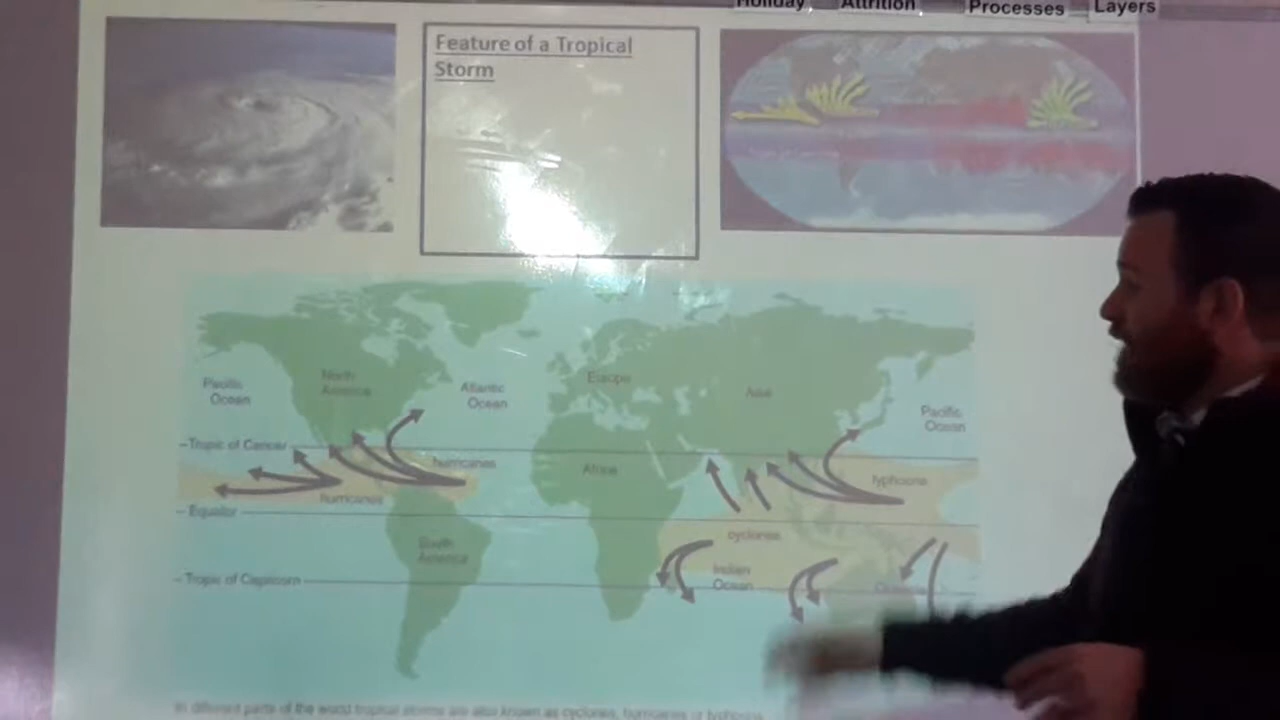 Holiday
Attrition
Processes
Layers
Feature of a Tropical
Storm
Pacific
Ocean
North
America
Atlantic
Ocean
Europe
Asia
Pacific
Ocean
Tropic of Cancer
hurricanes
Africa
typhoons
hurricanes
Equator
South
America
cyclones
Indian
Ocean
Tropic of Capricorn
In different parts of the world tropical storms are also known as cyclones, hurricanes or typhoons